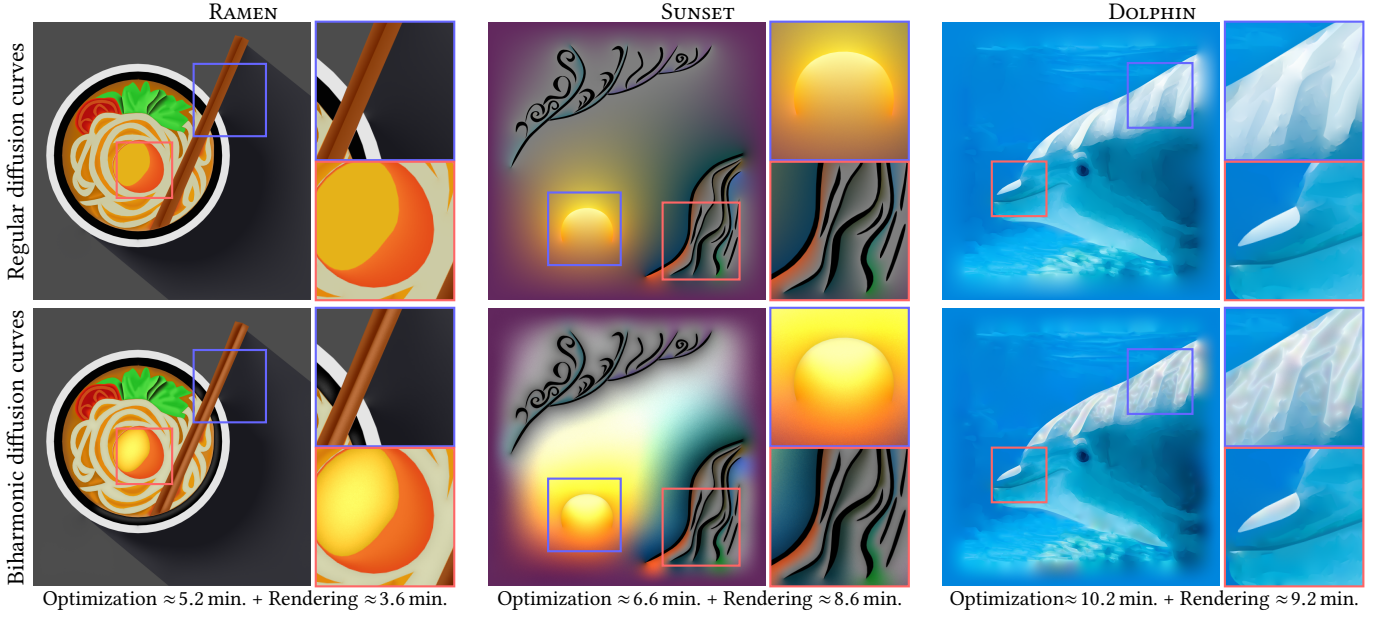 RAMEN
SUNSET
DOLPHIN
Regular diffusion curves
Biharmonic diffusion curves
Optimization ≈5.2 min. + Rendering ≈3.6 min.
Optimization ≈6.6 min. + Rendering ≈8.6 min.
Optimization≈10.2 min. + Rendering ≈9.2 min.